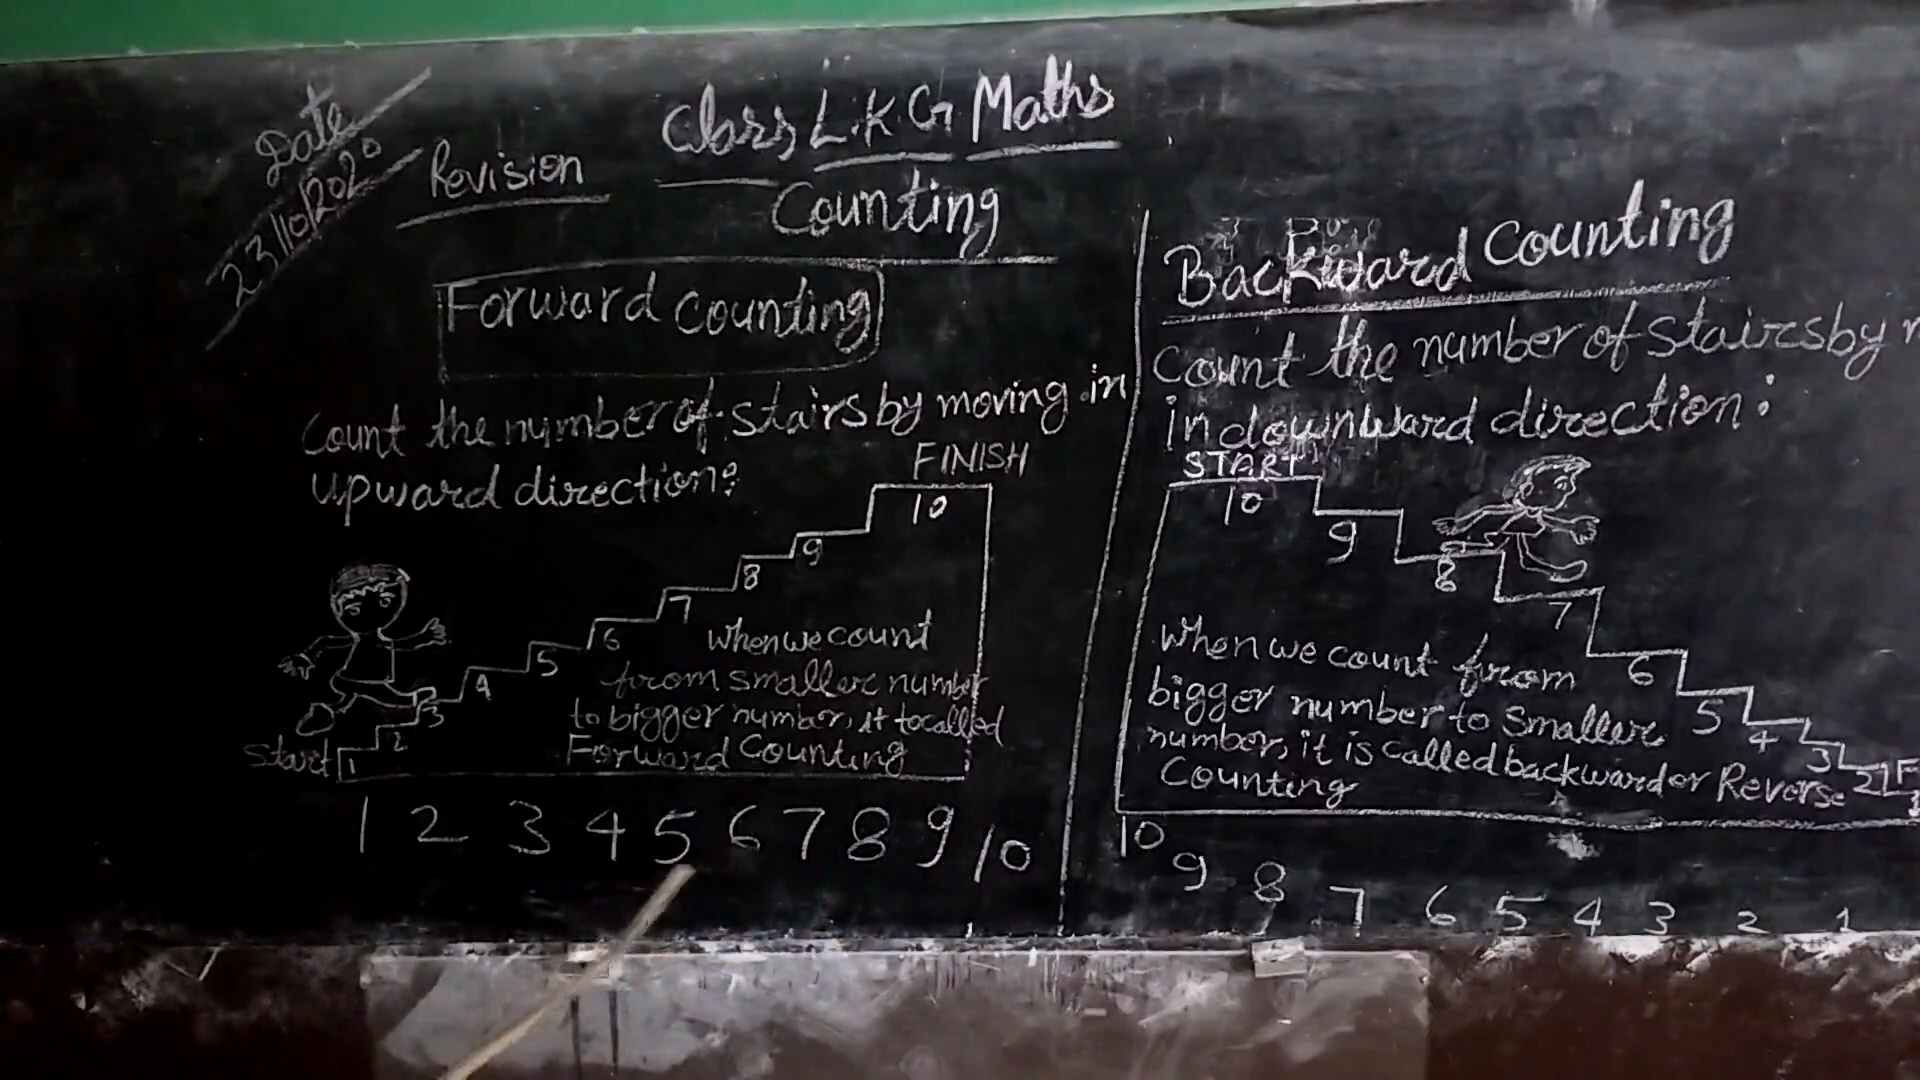 Date
23/10/2020
Class L.K.G Maths
Revision
Counting
Forward Counting
Count the number of stairs by moving in
upward direction:
FINISH
10
9
8
7
6
5
4
3
2
Start 1
when we count
from smaller number
to bigger number, it tocalled
Forward Counting
1 2 3 4 5 6 7 8 9 10
Backward Counting
Count the number of stairs by
in downward direction:
START
10
9
8
7
6
5
4
3
2
When we count from
bigger number to Smaller
number, it is called backward or Reverse
Counting
10 9 8 7 6 5 4 3 2 1